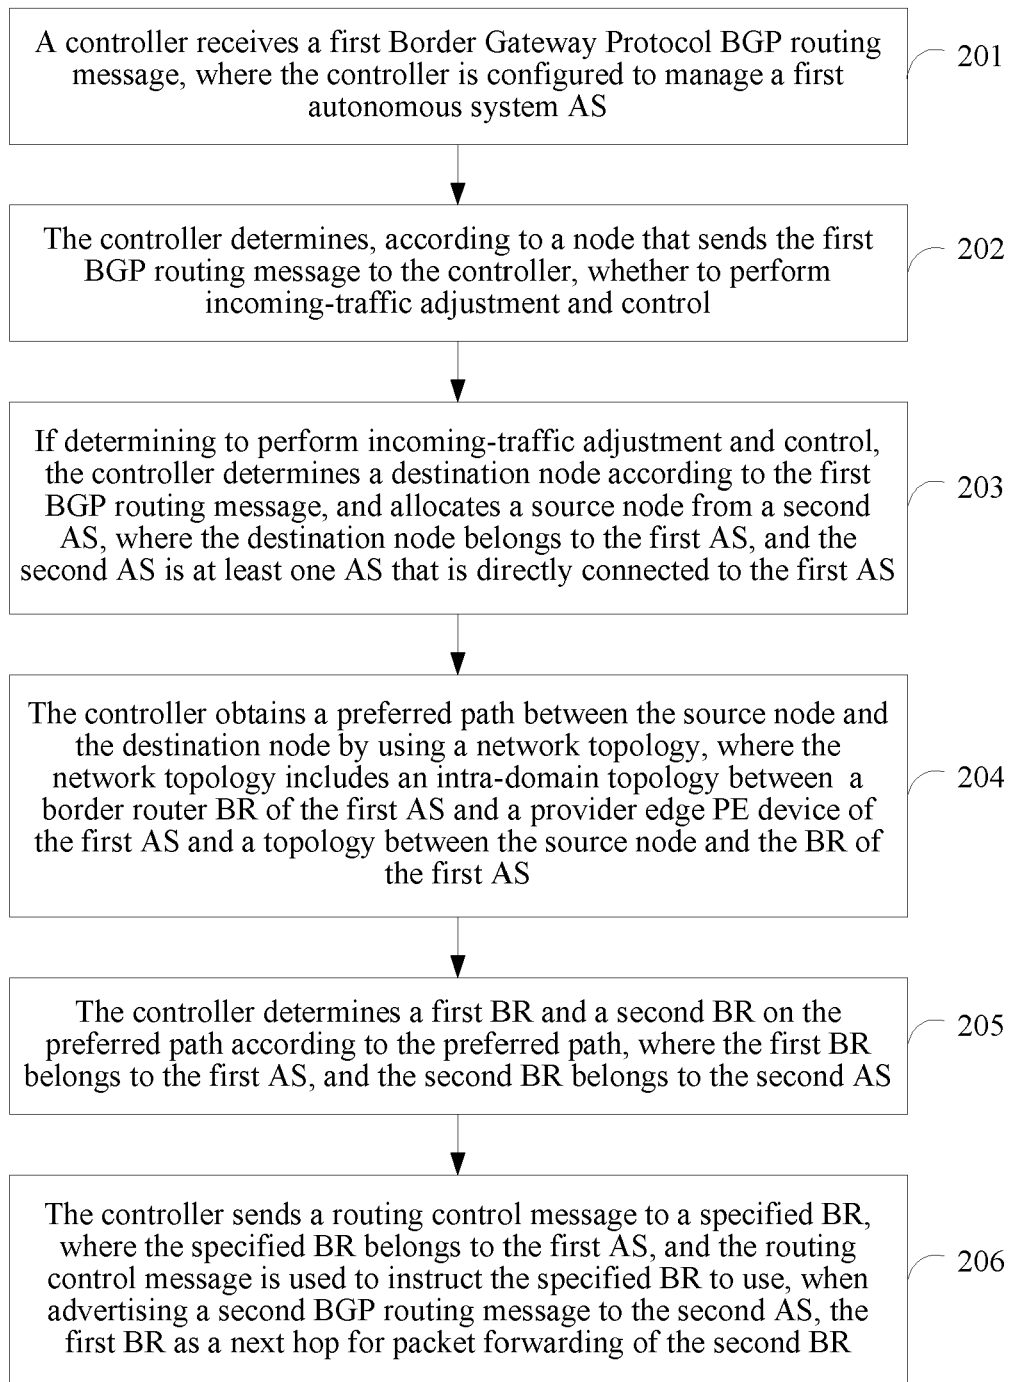 A controller receives a first Border Gateway Protocol BGP routing
message, where the controller is configured to manage a first
autonomous system AS
201
The controller determines, according to a node that sends the first
BGP routing message to the controller, whether to perform
incoming-traffic adjustment and control
202
If determining to perform incoming-traffic adjustment and control,
the controller determines a destination node according to the first
BGP routing message, and allocates a source node from a second
AS, where the destination node belongs to the first AS, and the
second AS is at least one AS that is directly connected to the first AS
203
The controller obtains a preferred path between the source node and
the destination node by using a network topology, where the
network topology includes an intra-domain topology between a
border router BR of the first AS and a provider edge PE device of
the first AS and a topology between the source node and the BR of
the first AS
204
The controller determines a first BR and a second BR on the
preferred path according to the preferred path, where the first BR
belongs to the first AS, and the second BR belongs to the second AS
205
The controller sends a routing control message to a specified BR,
where the specified BR belongs to the first AS, and the routing
control message is used to instruct the specified BR to use, when
advertising a second BGP routing message to the second AS, the
first BR as a next hop for packet forwarding of the second BR
206